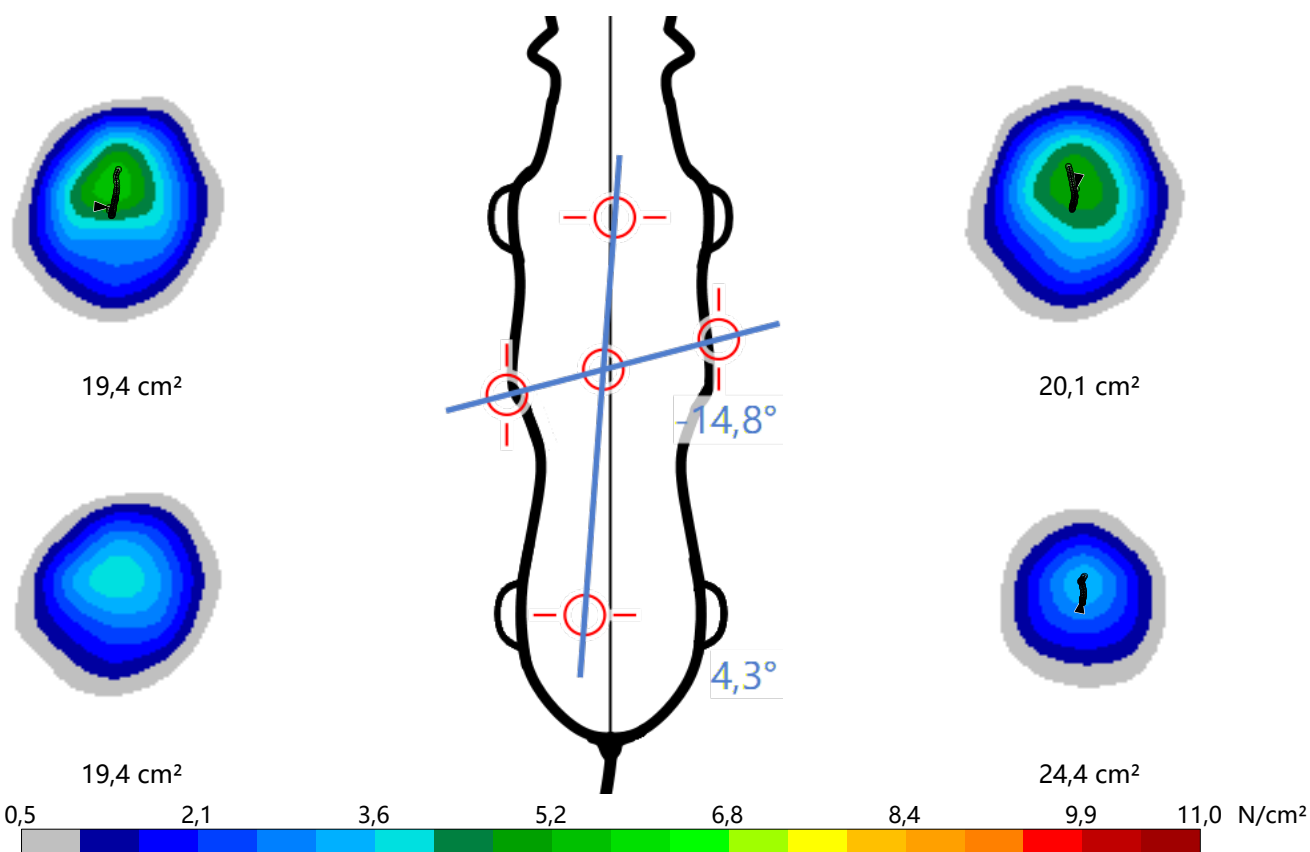 19,4 cm²
20,1 cm²
-14,8°
4,3°
19,4 cm²
24,4 cm²
0,5 2,1 3,6 5,2 6,8 8,4 9,9 11,0 N/cm²